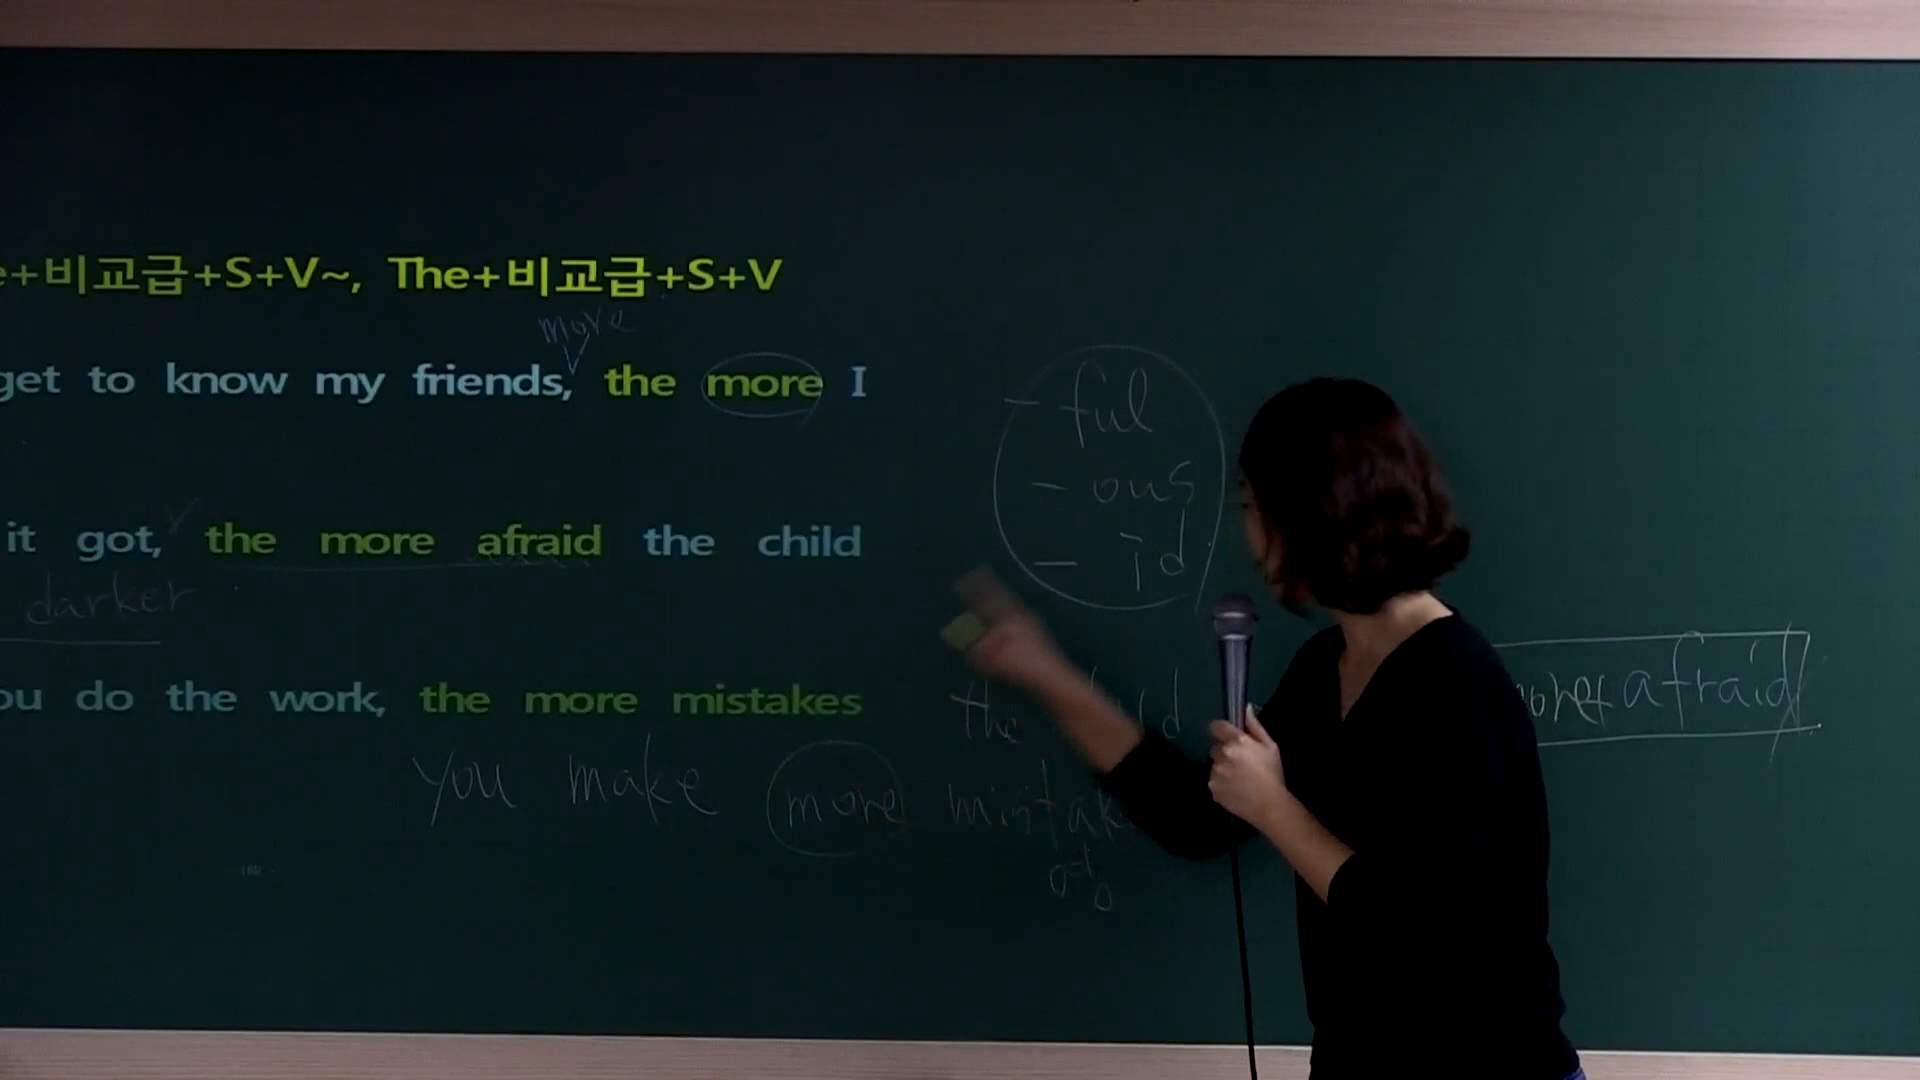 e+비교급+S+V~, The+비교급+S+V
more
get to know my friends, the more I
- ful
- ous
- id
it got, the more afraid the child
darker
ou do the work, the more mistakes
the
afraid
you make more mistak